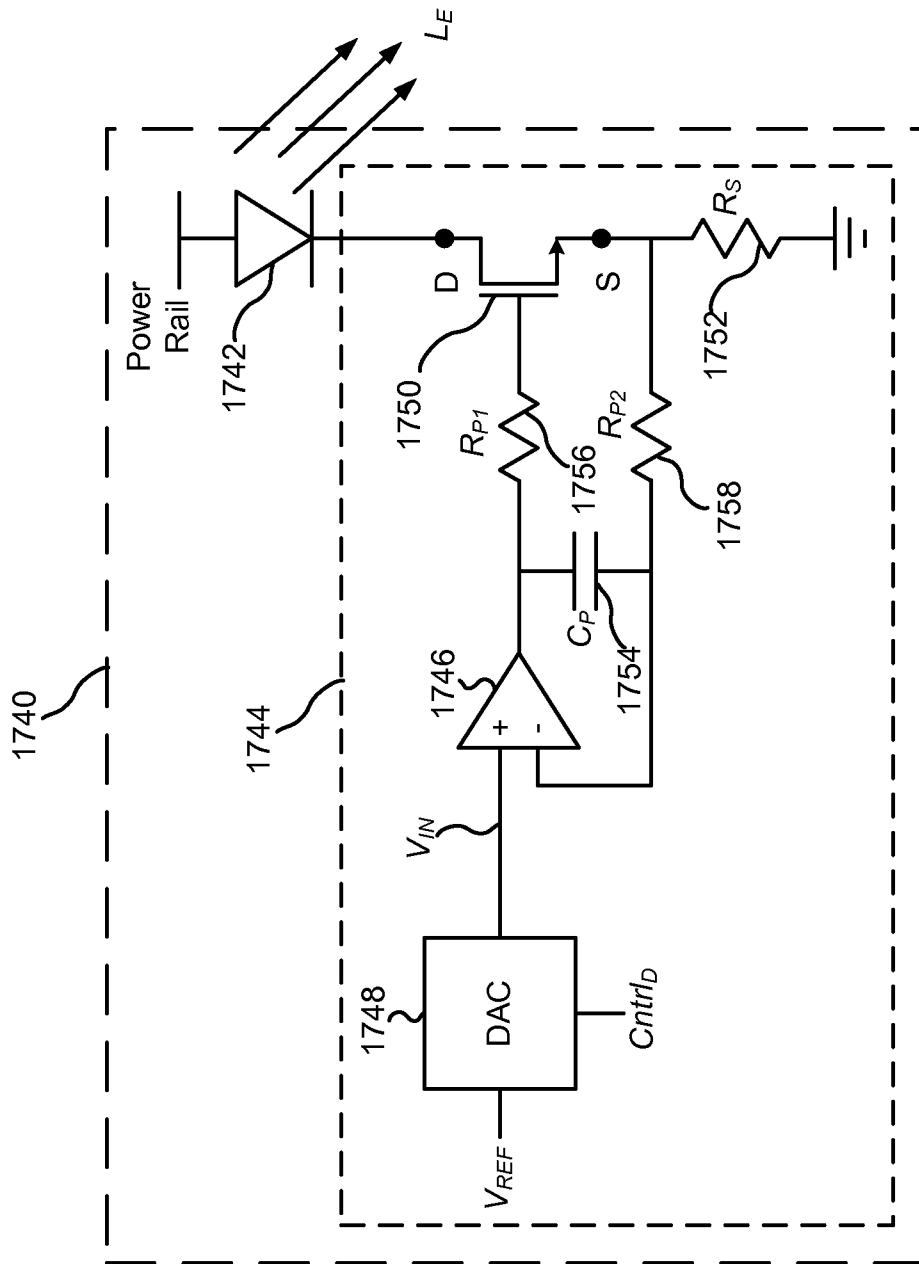 1740
1744
Power
Rail
L_E
1742
D
1750
S
R_S
1752
R_P1
1756
R_P2
1758
C_P
1754
1746
+
-
V_IN
1748
DAC
V_REF
Cntrl_D